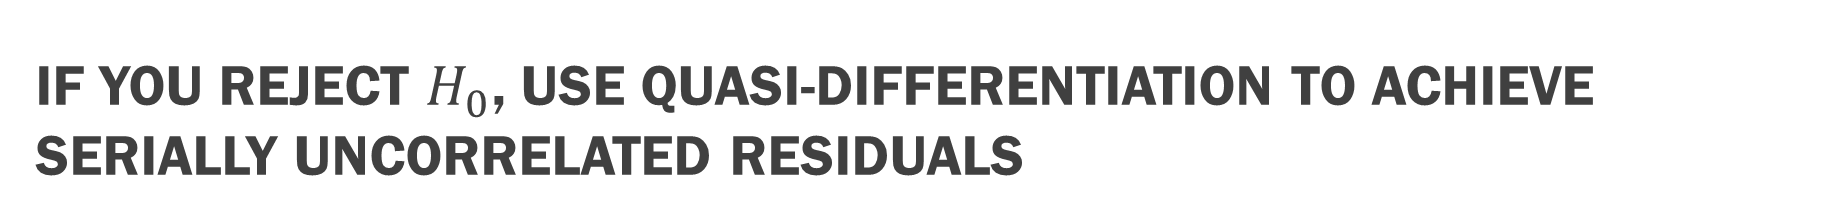 IF YOU REJECT H₀, USE QUASI-DIFFERENTIATION TO ACHIEVE
SERIALLY UNCORRELATED RESIDUALS